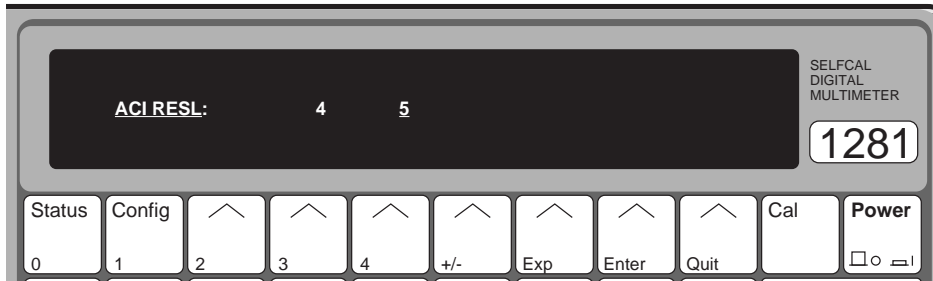 ACI RESL: 4 5
SELFCAL
DIGITAL
MULTIMETER
1281
Status Config Cal Power
0 1 2 3 4 +/- Exp Enter Quit